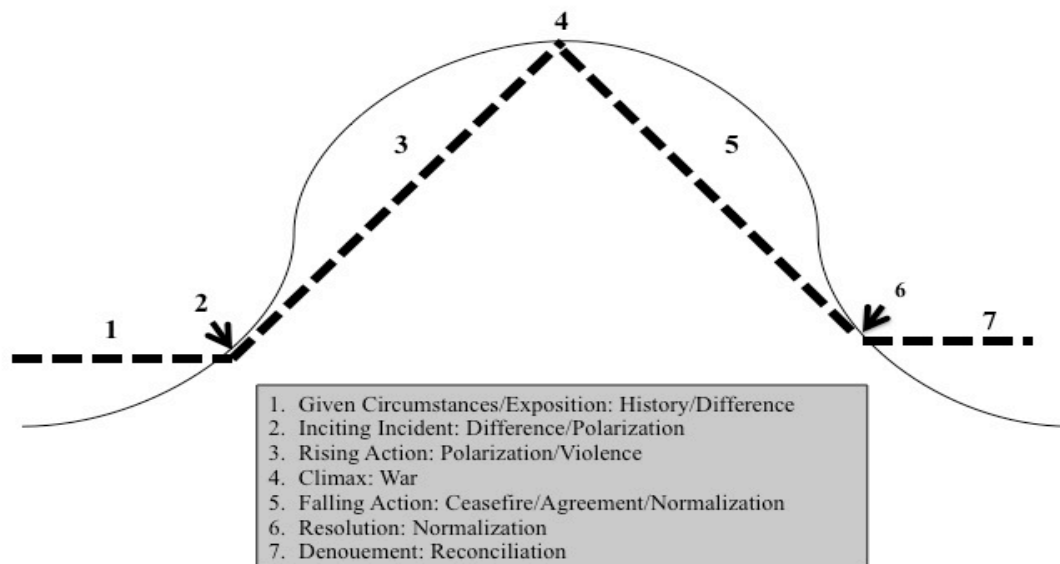 4
3
5
2
6
1
7
1. Given Circumstances/Exposition: History/Difference
2. Inciting Incident: Difference/Polarization
3. Rising Action: Polarization/Violence
4. Climax: War
5. Falling Action: Ceasefire/Agreement/Normalization
6. Resolution: Normalization
7. Denouement: Reconciliation